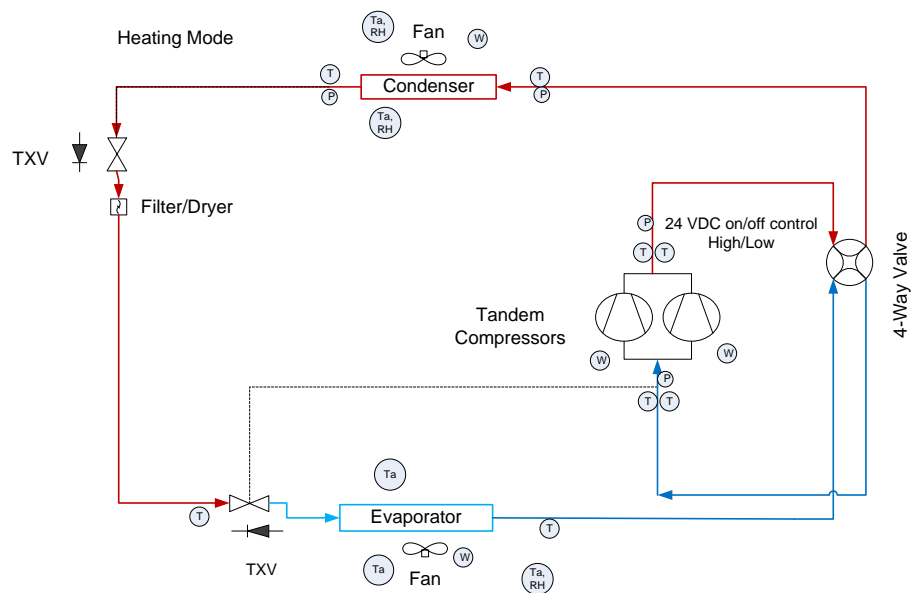 Heating Mode
Ta,
RH
Fan
W
T
P
Condenser
T
P
Ta,
RH
TXV
Filter/Dryer
P
24 VDC on/off control
High/Low
T
T
4-Way Valve
Tandem
Compressors
W
W
P
T
T
Ta
T
Evaporator
T
TXV
Ta
Fan
W
Ta,
RH